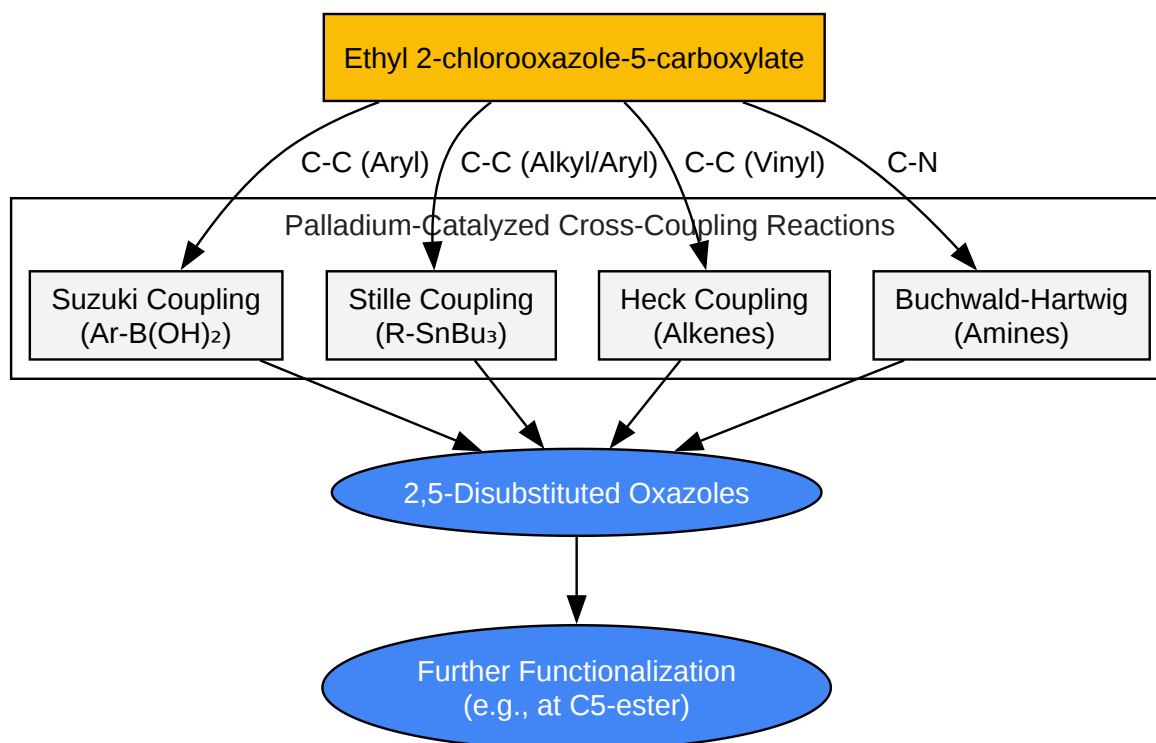 Ethyl 2-chlorooxazole-5-carboxylate
C-C (Aryl)
C-C (Alkyl/Aryl)
C-C (Vinyl)
C-N
Palladium-Catalyzed Cross-Coupling Reactions
Suzuki Coupling
(Ar-B(OH)₂)
Stille Coupling
(R-SnBu₃)
Heck Coupling
(Alkenes)
Buchwald-Hartwig
(Amines)
2,5-Disubstituted Oxazoles
Further Functionalization
(e.g., at C5-ester)